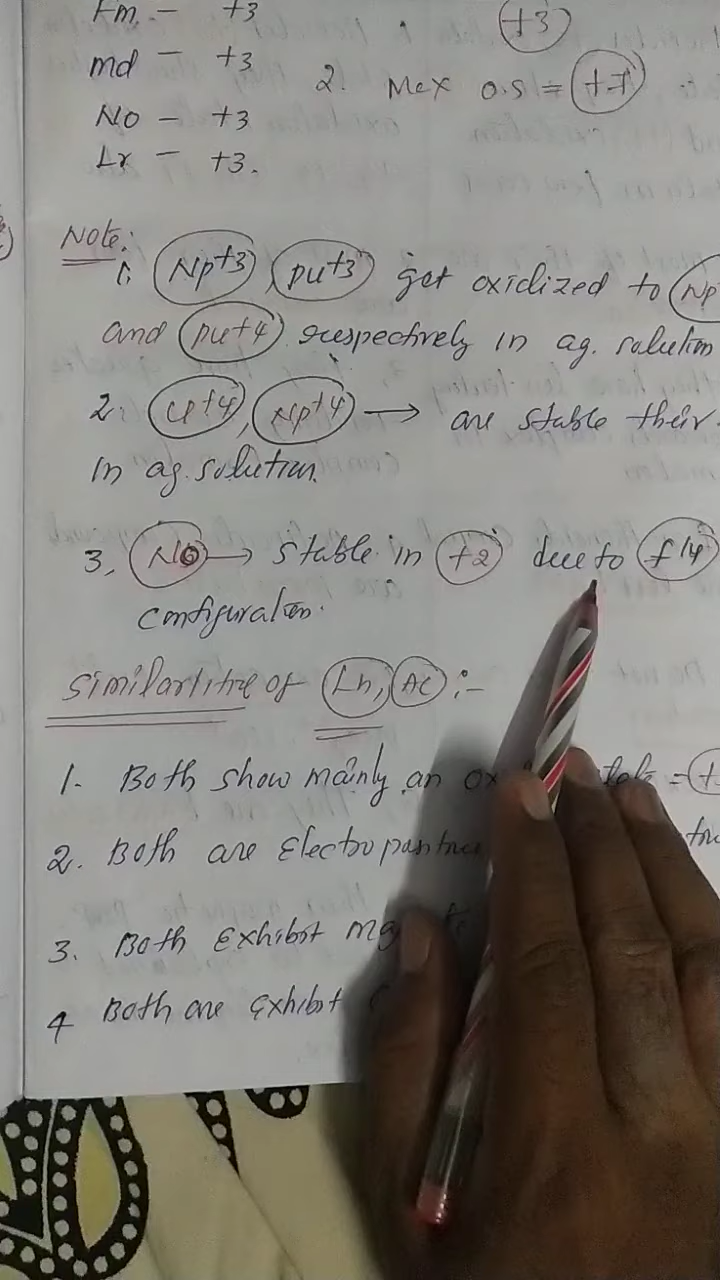 Fm - +3
(+3)
md - +3
2. Max O.S = (+7)
No - +3
Lr - +3.
Note:
1. Np+3, pu+3 get oxidized to Np
and pu+4 respectively in aq. solution
2. U+4, Np+4 → are stable their
in aq. solution.
3, No → stable in +2 due to f14
configuration.
Similarities of Ln, Ac :-
1. Both show mainly an
2. Both are Electropositive
3. Both Exhibit
4 Both are Exhibit